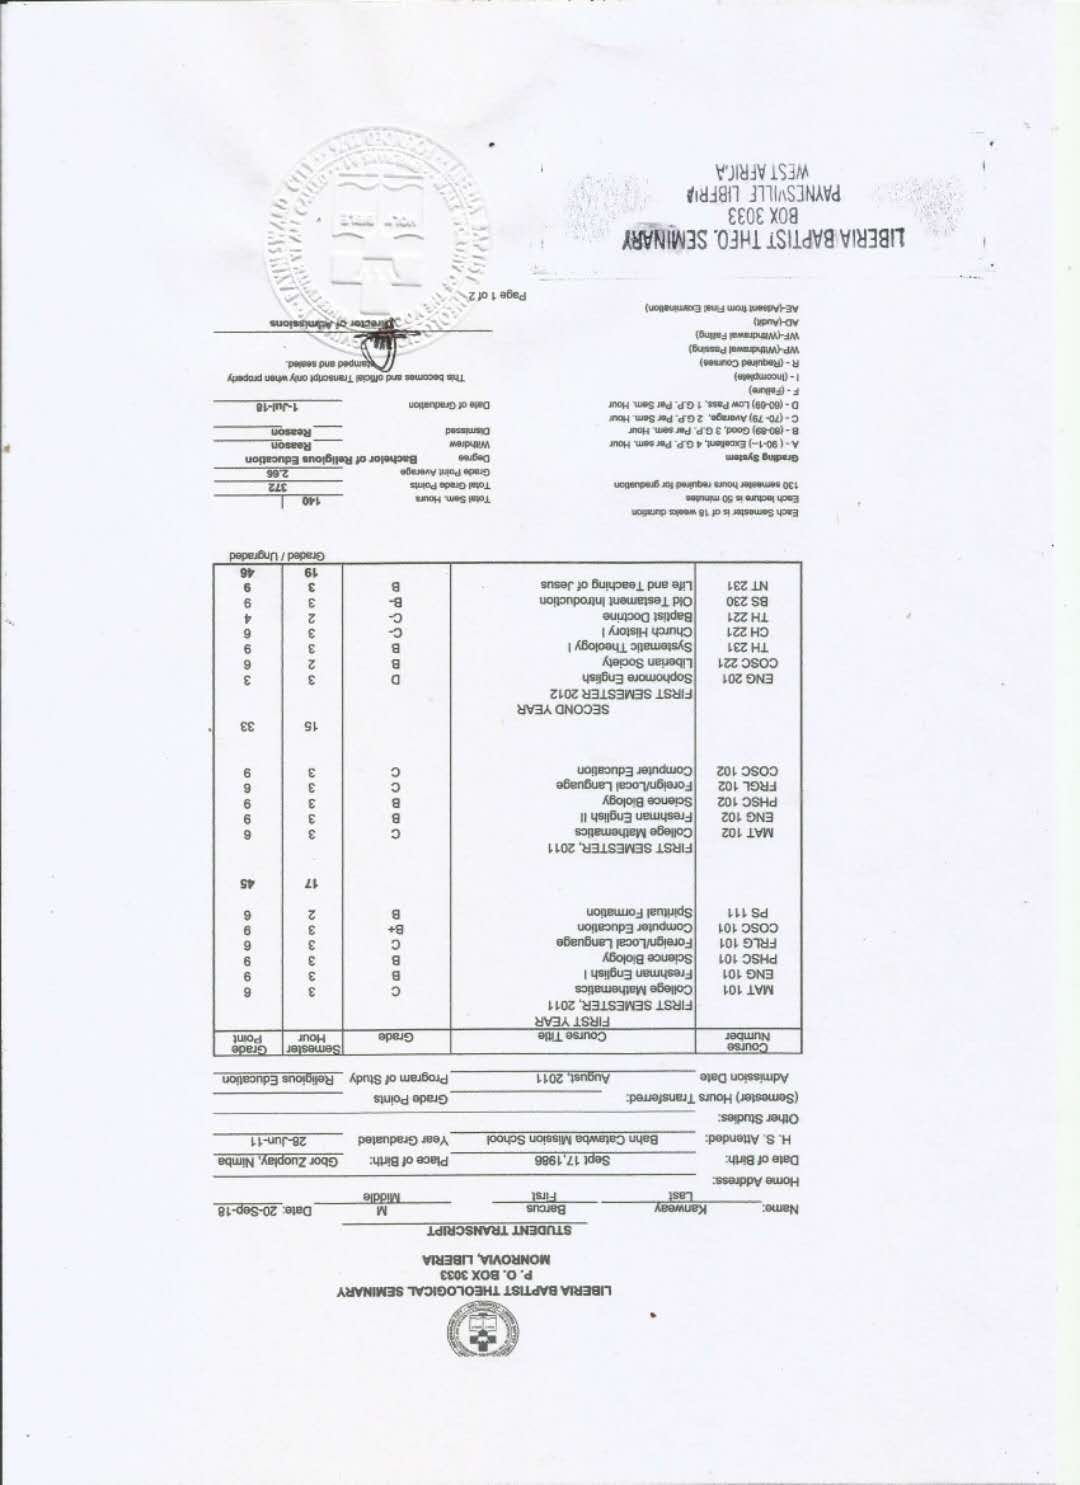 LIBERIA BAPTIST THEOLOGICAL SEMINARY
P. O. BOX 3033
MONROVIA, LIBERIA
STUDENT TRANSCRIPT
Name: Kanweay Barcus M Date: 20-Sep-18
Last First Middle
Home Address:
Date of Birth: Sept 17,1986 Place of Birth: Gbor Zuoplay, Nimba
H. S. Attended: Bahn Catawba Mission School Year Graduated 28-Jun-11
Other Studies:
(Semester) Hours Transferred: Grade Points
Admission Date August, 2011 Program of Study Religious Education
Course Number Course Title Grade Semester Hour Grade Point
FIRST YEAR
FIRST SEMESTER, 2011
MAT 101 College Mathematics C 3 6
ENG 101 Freshman English I B 3 9
PHSC 101 Science Biology B 3 9
FRLG 101 Foreign/Local Language C 3 6
COSC 101 Computer Education B+ 3 9
PS 111 Spiritual Formation B 2 6
17 45
FIRST SEMESTER, 2011
MAT 102 College Mathematics C 3 6
ENG 102 Freshman English II B 3 9
PHSC 102 Science Biology B 3 9
FRGL 102 Foreign/Local Language C 3 6
COSC 102 Computer Education C 3 9
15 33
SECOND YEAR
FIRST SEMESTER 2012
ENG 201 Sophomore English D 3 3
COSC 221 Liberian Society B 2 6
TH 231 Systematic Theology I B 3 9
CH 221 Church History I C- 3 6
TH 221 Baptist Doctrine C- 2 4
BS 230 Old Testament Introduction B- 3 9
NT 231 Life and Teaching of Jesus B 3 9
19 46
Graded / Ungraded
Each Semester is of 18 weeks duration
Each lecture is 50 minutes
130 semester hours required for graduation
Grading System
A - ( 90-1--) Excellent, 4 G.P. Per sem. Hour
B - (80-89) Good, 3 G.P. Per sem. Hour
C - (70- 79) Average, 2 G.P. Per Sem. Hour
D - (60-69) Low Pass, 1 G.P. Per Sem. Hour
F - (Failure)
I - (Incomplete)
R - (Required Courses)
WP-(Withdrawal Passing)
WF-(Withdrawal Failing)
AD-(Audit)
AE-(Adsent from Final Examination)
Total Sem. Hours 140
Total Grade Points 372
Grade Point Average 2.66
Degree Bachelor of Religious Education
Withdrew Reason
Dismissed Reason
Date of Graduation 1-Jul-18
This becomes and official Transcript only when properly
stamped and sealed.
Director of Admissions
Page 1 of 2
LIBERIA BAPTIST THEO. SEMINARY
BOX 3033
PAYNESVILLE LIBERIA
WEST AFRICA
HOLY BIBLE